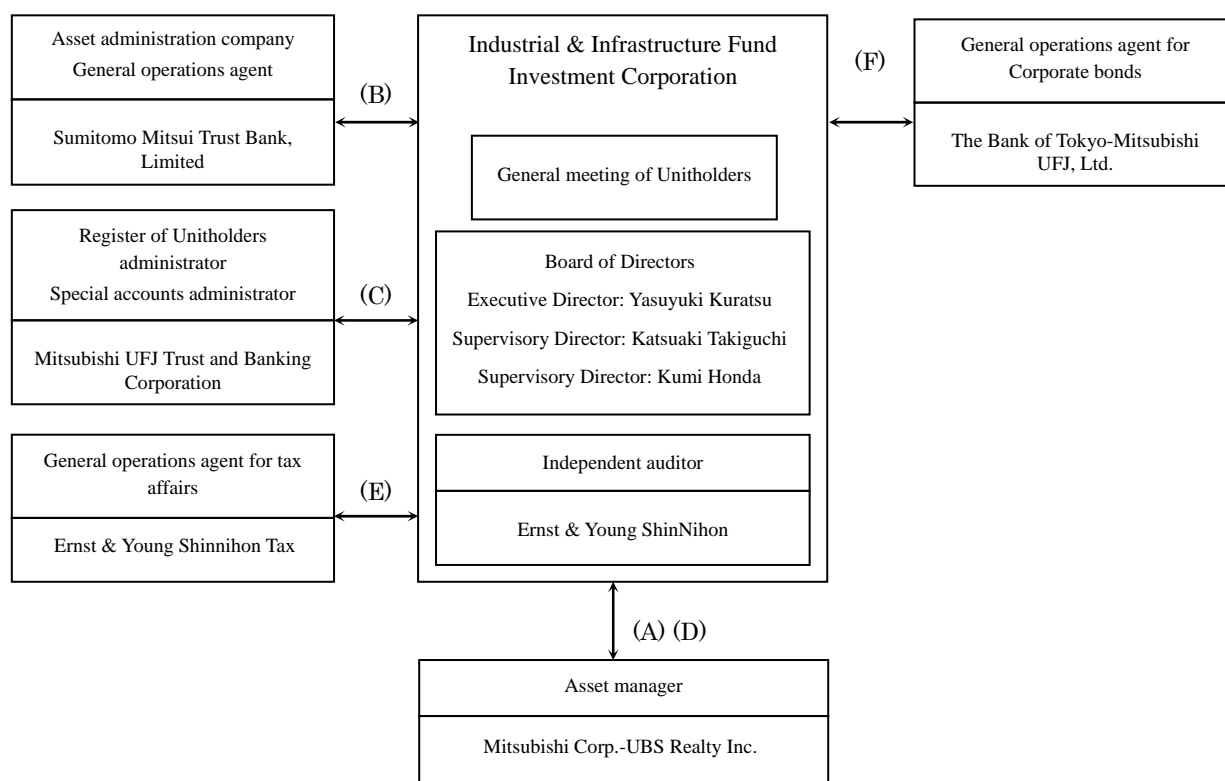 Asset administration company
General operations agent
Sumitomo Mitsui Trust Bank,
Limited
(B)
Register of Unitholders
administrator
Special accounts administrator
Mitsubishi UFJ Trust and Banking
Corporation
(C)
General operations agent for tax
affairs
Ernst & Young Shinnihon Tax
(E)
Industrial & Infrastructure Fund
Investment Corporation
General meeting of Unitholders
Board of Directors
Executive Director: Yasuyuki Kuratsu
Supervisory Director: Katsuaki Takiguchi
Supervisory Director: Kumi Honda
Independent auditor
Ernst & Young ShinNihon
(F)
General operations agent for
Corporate bonds
The Bank of Tokyo-Mitsubishi
UFJ, Ltd.
(A) (D)
Asset manager
Mitsubishi Corp.-UBS Realty Inc.